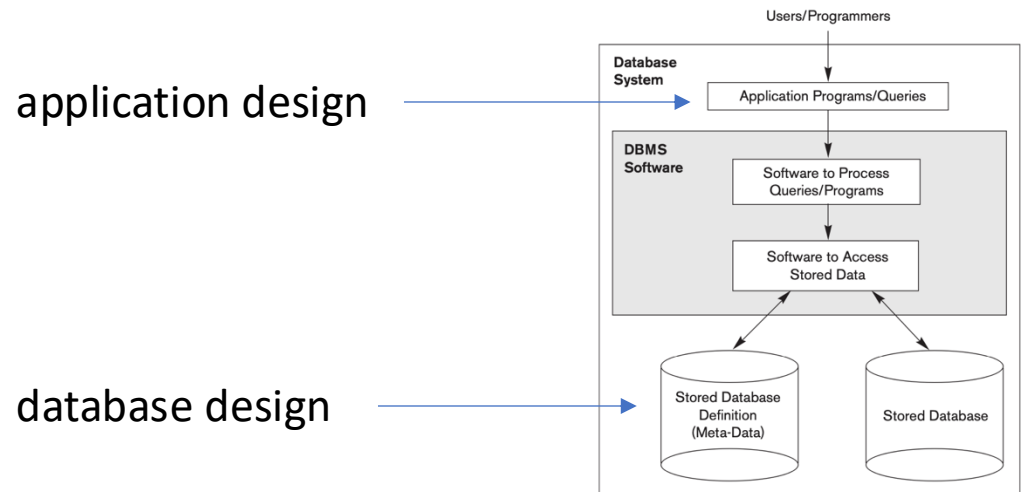 Users/Programmers
Database
System
application design
Application Programs/Queries
DBMS
Software
Software to Process
Queries/Programs
Software to Access
Stored Data
database design
Stored Database
Definition
(Meta-Data)
Stored Database